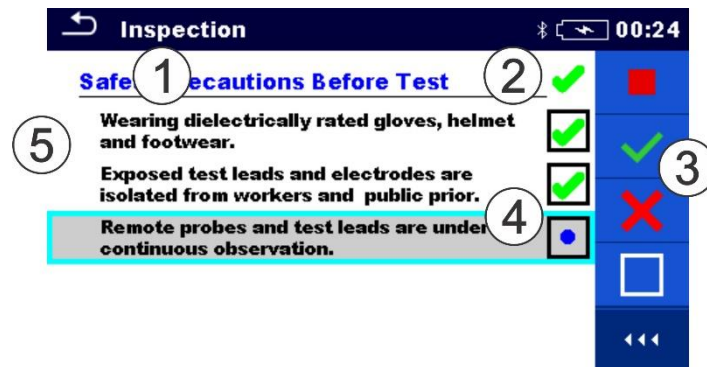 Inspection 00:24
Safe 1 ecautions Before Test 2
5
Wearing dielectrically rated gloves, helmet
and footwear.
3
Exposed test leads and electrodes are
isolated from workers and public prior.
4
Remote probes and test leads are under
continuous observation.